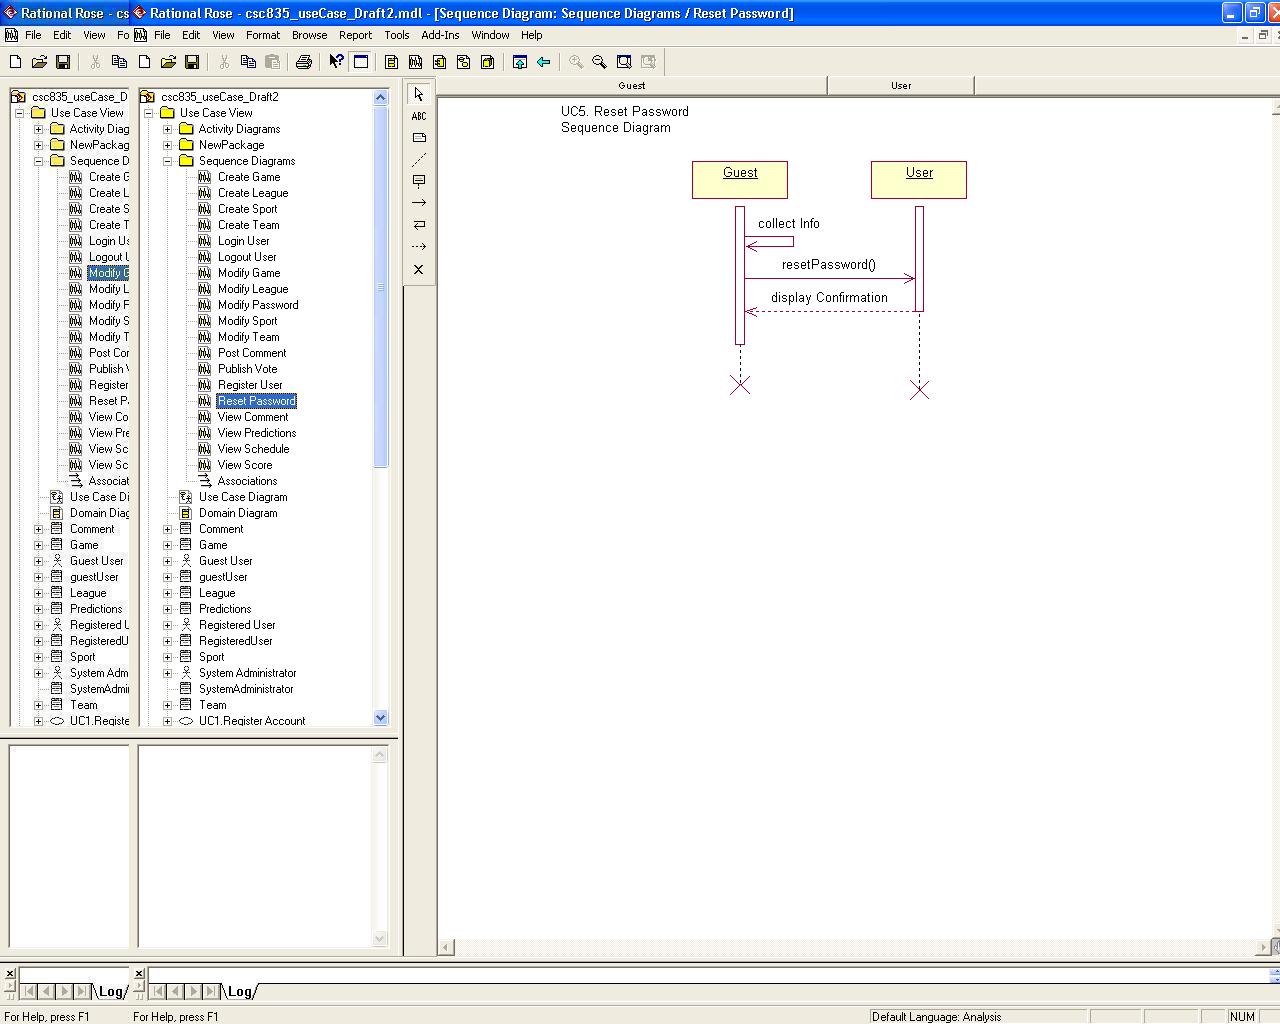 Rational Rose - cs
Rational Rose - csc835_useCase_Draft2.mdl - [Sequence Diagram: Sequence Diagrams / Reset Password]
File Edit View Fo
File Edit View Format Browse Report Tools Add-Ins Window Help
Guest User
csc835_useCase_D
Use Case View
Activity Diag
NewPackag
Sequence D
Create G
Create L
Create S
Create T
Login Us
Logout U
Modify G
Modify L
Modify P
Modify S
Modify T
Post Cor
Publish V
Register
Reset Pa
View Co
View Pre
View Sc
View Sc
Associat
Use Case Di
Domain Diag
Comment
Game
Guest User
guestUser
League
Predictions
Registered U
RegisteredU
Sport
System Adm
SystemAdmi
Team
UC1.Registe
csc835_useCase_Draft2
Use Case View
Activity Diagrams
NewPackage
Sequence Diagrams
Create Game
Create League
Create Sport
Create Team
Login User
Logout User
Modify Game
Modify League
Modify Password
Modify Sport
Modify Team
Post Comment
Publish Vote
Register User
Reset Password
View Comment
View Predictions
View Schedule
View Score
Associations
Use Case Diagram
Domain Diagram
Comment
Game
Guest User
guestUser
League
Predictions
Registered User
RegisteredUser
Sport
System Administrator
SystemAdministrator
Team
UC1.Register Account
ABC
UC5. Reset Password
Sequence Diagram
Guest
User
collect Info
resetPassword()
display Confirmation
Log
Log
For Help, press F1
For Help, press F1
Default Language: Analysis
NUM